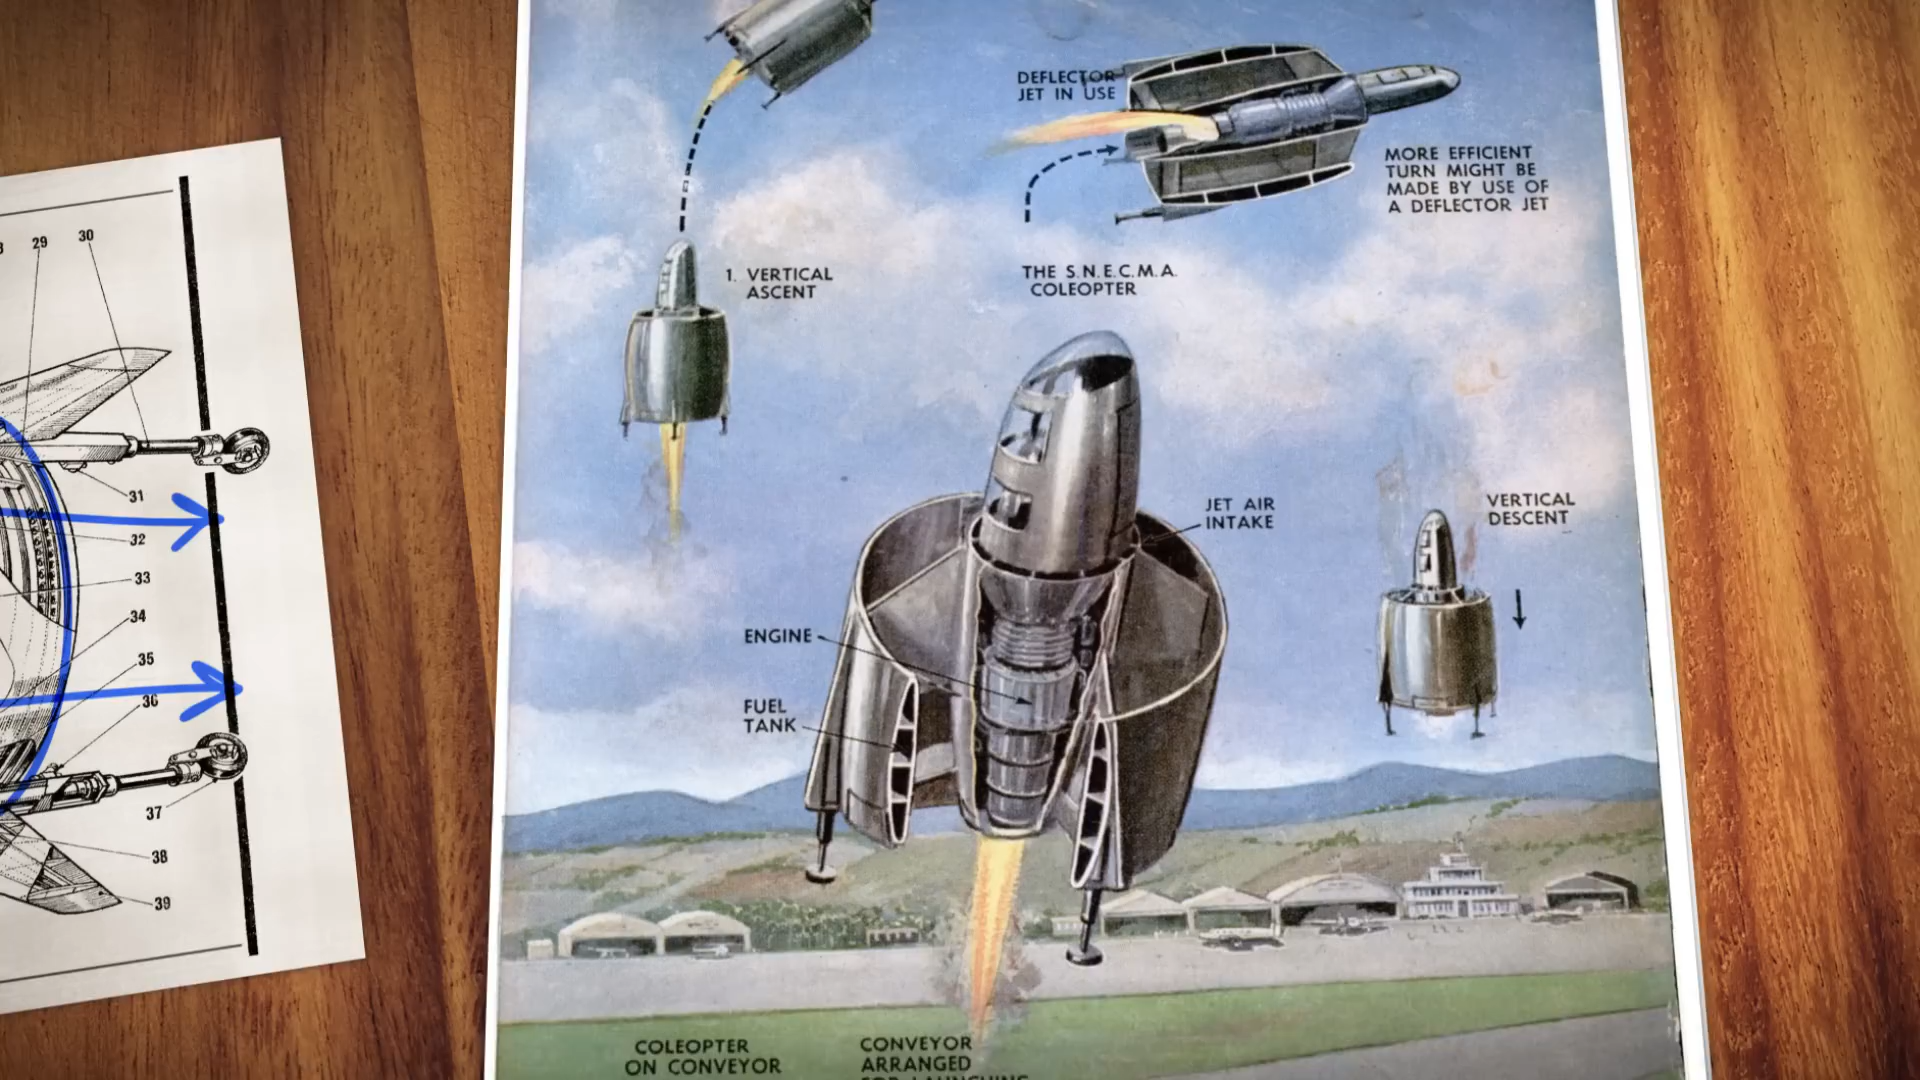 29
30
31
32
33
34
35
36
37
38
39
DEFLECTOR
JET IN USE
MORE EFFICIENT
TURN MIGHT BE
MADE BY USE OF
A DEFLECTOR JET
1. VERTICAL
ASCENT
THE S.N.E.C.M.A.
COLEOPTER
JET AIR
INTAKE
VERTICAL
DESCENT
ENGINE
FUEL
TANK
COLEOPTER
ON CONVEYOR
CONVEYOR
ARRANGED
FOR LAUNCHING